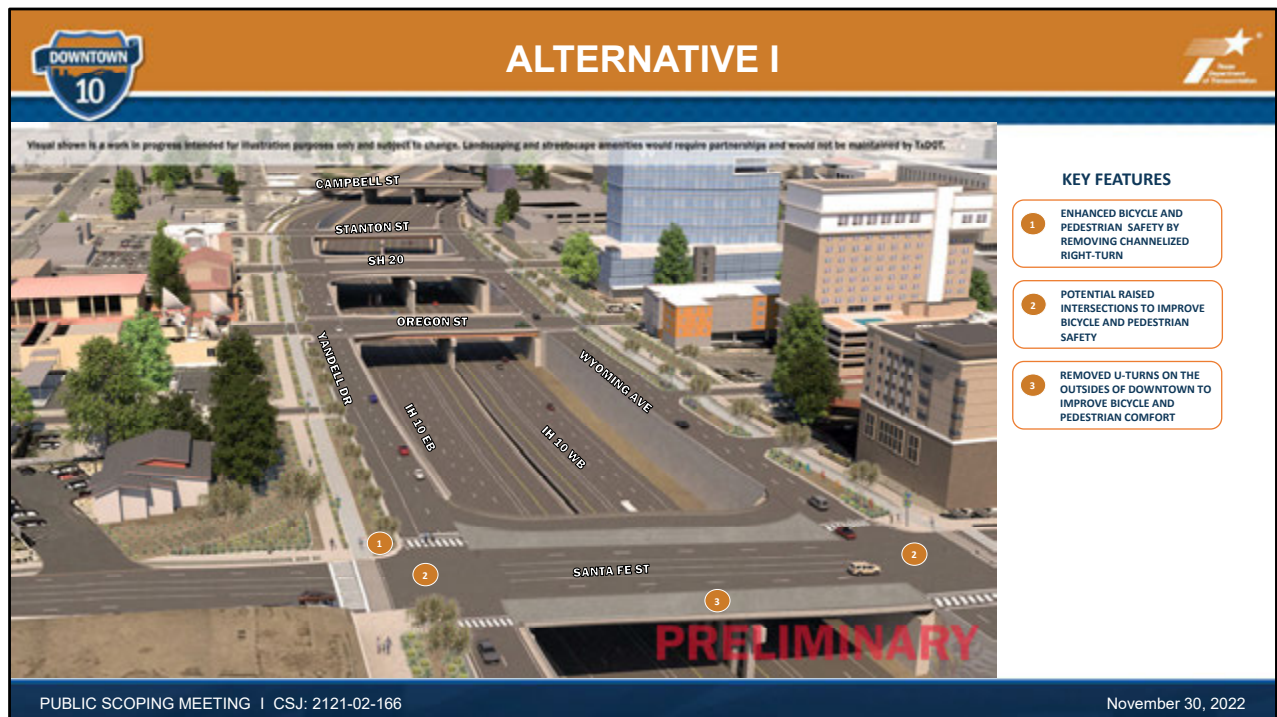 DOWNTOWN
10
ALTERNATIVE I
Texas
Department
of Transportation
Visual shown is a work in progress intended for illustration purposes only and subject to change. Landscaping and streetscape amenities would require partnerships and would not be maintained by TxDOT.
CAMPBELL ST
STANTON ST
SH 20
OREGON ST
YANDELL DR
WYOMING AVE
IH 10 EB
IH 10 WB
SANTA FE ST
1
2
2
3
PRELIMINARY
KEY FEATURES
1
ENHANCED BICYCLE AND
PEDESTRIAN SAFETY BY
REMOVING CHANNELIZED
RIGHT-TURN
2
POTENTIAL RAISED
INTERSECTIONS TO IMPROVE
BICYCLE AND PEDESTRIAN
SAFETY
3
REMOVED U-TURNS ON THE
OUTSIDES OF DOWNTOWN TO
IMPROVE BICYCLE AND
PEDESTRIAN COMFORT
PUBLIC SCOPING MEETING I CSJ: 2121-02-166
November 30, 2022